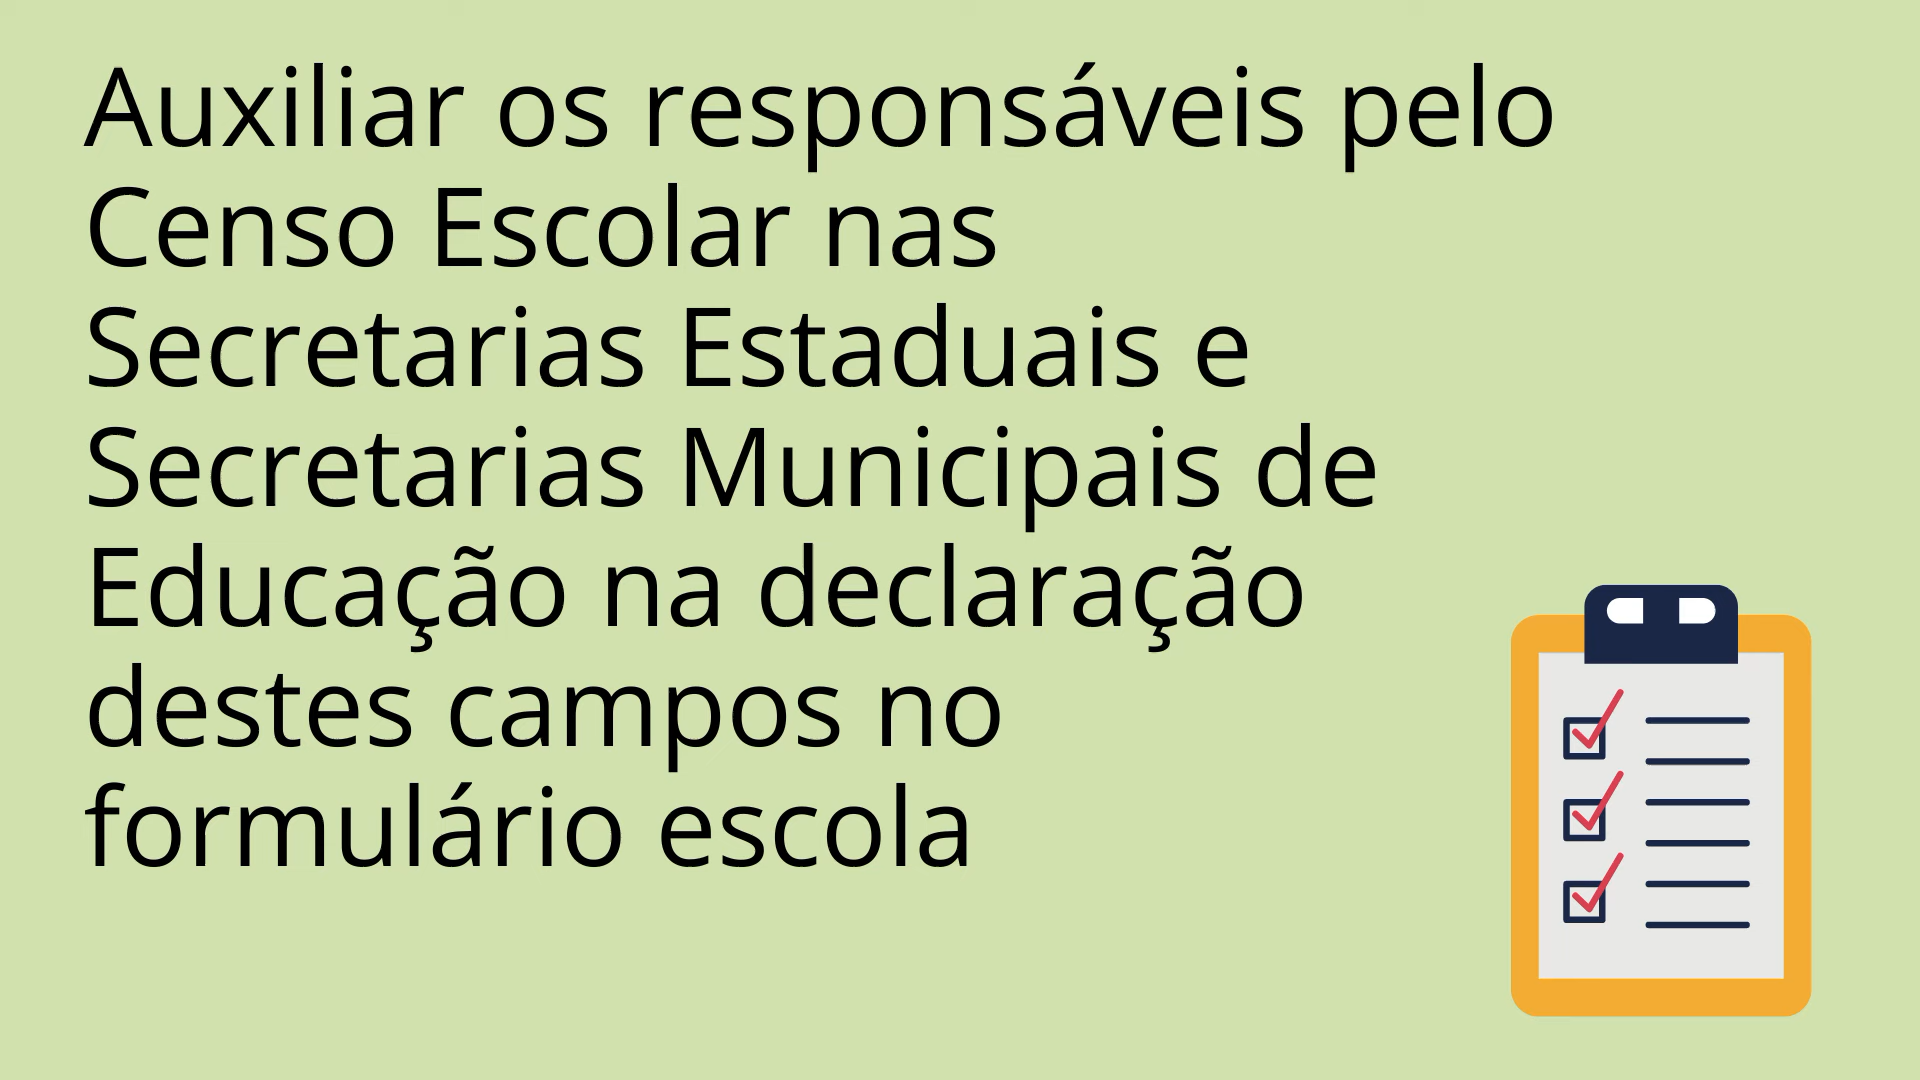 Auxiliar os responsáveis pelo
Censo Escolar nas
Secretarias Estaduais e
Secretarias Municipais de
Educação na declaração
destes campos no
formulário escola